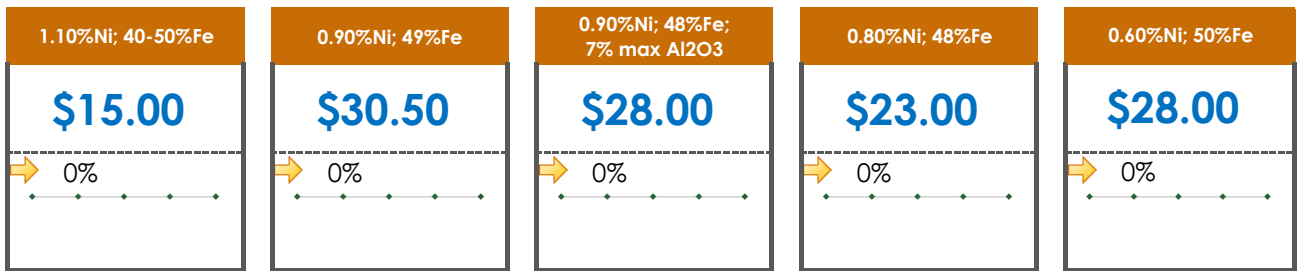 1.10%Ni; 40-50%Fe
$15.00
0%
0.90%Ni; 49%Fe
$30.50
0%
0.90%Ni; 48%Fe;
7% max Al2O3
$28.00
0%
0.80%Ni; 48%Fe
$23.00
0%
0.60%Ni; 50%Fe
$28.00
0%